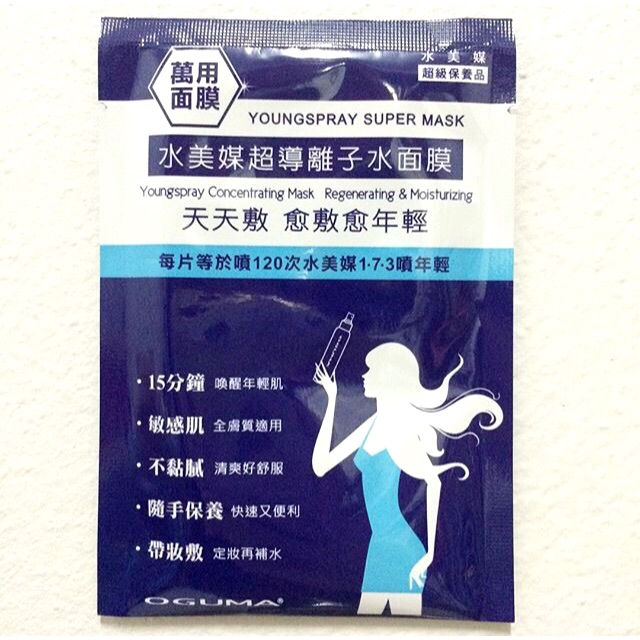 水美媒
超級保養品
萬用
面膜
YOUNGSPRAY SUPER MASK
水美媒超導離子水面膜
Youngspray Concentrating Mask Regenerating & Moisturizing
天天敷 愈敷愈年輕
每片等於噴120次水美媒1·7·3噴年輕
·15分鐘 喚醒年輕肌
·敏感肌 全膚質適用
·不黏膩 清爽好舒服
·隨手保養 快速又便利
·帶妝敷 定妝再補水
OGUMA®